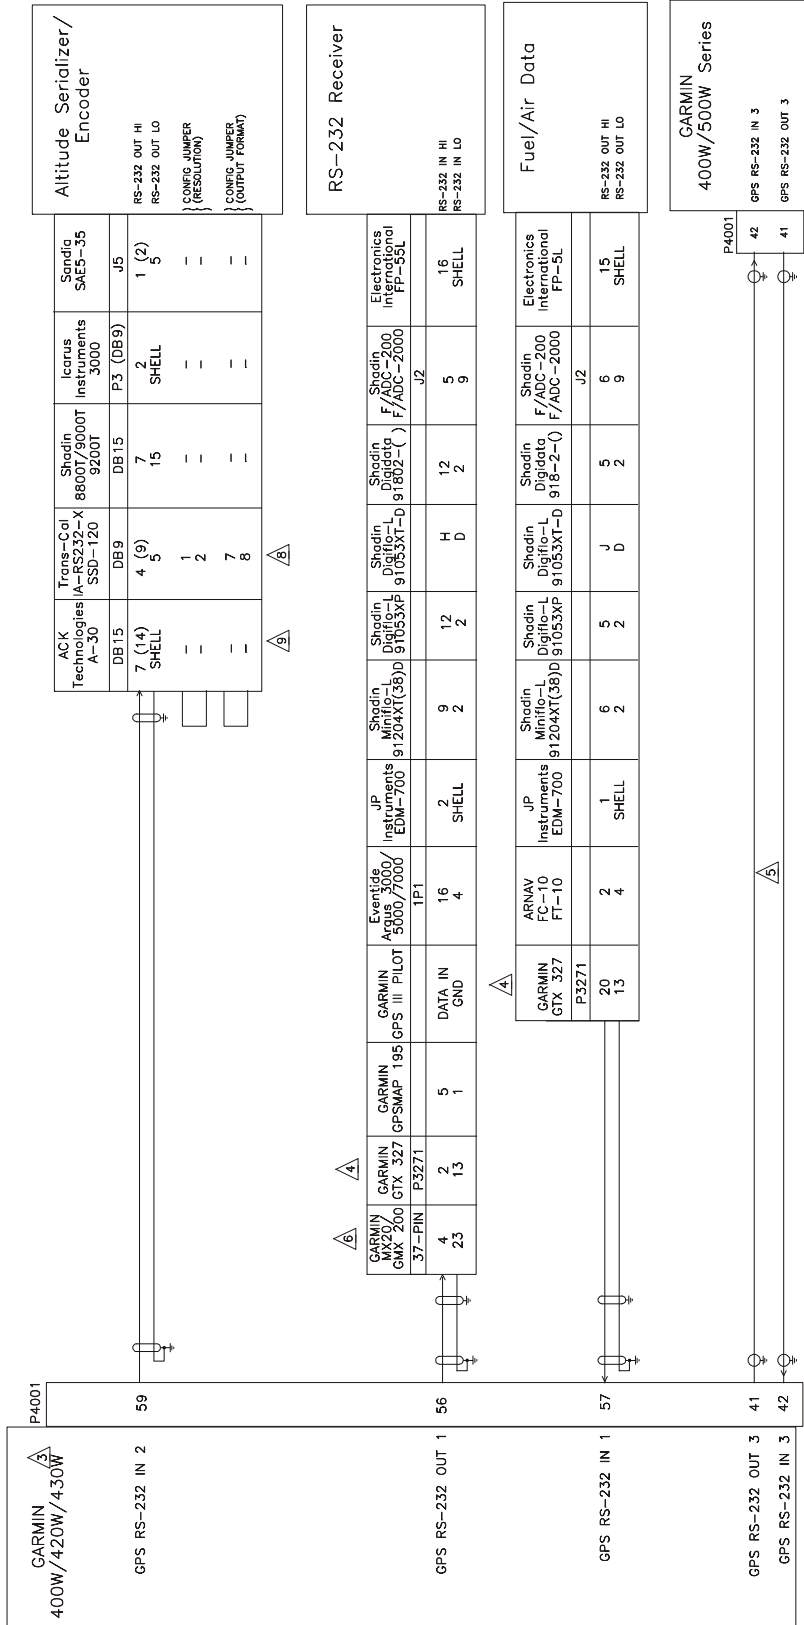 Altitude Serializer/
Encoder
RS-232 OUT HI
RS-232 OUT LO
CONFIG JUMPER
(RESOLUTION)
CONFIG JUMPER
(OUTPUT FORMAT)
Sandia
SAE5-35
J5
1 (2)
5
-
-
-
-
Icarus
Instruments
3000
P3 (DB9)
2
SHELL
Shadin
8800T/9000T
9200T
DB15
7
15
-
-
-
-
Trans-Cal
IA-RS232-X
SSD-120
DB9
4 (9)
5
1
2
7
8
8
ACK
Technologies
A-30
DB15
7 (14)
SHELL
-
-
-
-
9
RS-232 Receiver
RS-232 IN HI
RS-232 IN LO
Electronics
International
FP-55L
16
SHELL
Shadin
F/ADC-200
F/ADC-2000
J2
5
9
Shadin
Digidata
91802-( )
12
2
Shadin
Digiflo-L
91053XT-D
H
D
Shadin
Digiflo-L
91053XP
12
2
Shadin
Miniflo-L
91204XT(38)D
9
2
JP
Instruments
EDM-700
2
SHELL
Eventide
Argus 3000/
5000/7000
1P1
16
4
GARMIN
GPS III PILOT
DATA IN
GND
GARMIN
GPSMAP 195
5
1
4
GARMIN
GTX 327
P3271
2
13
6
GARMIN
MX20/
GMX 200
37-PIN
4
23
Fuel/Air Data
RS-232 OUT HI
RS-232 OUT LO
Electronics
International
FP-5L
15
SHELL
Shadin
F/ADC-200
F/ADC-2000
J2
6
9
Shadin
Digidata
918-2-()
5
2
Shadin
Digiflo-L
91053XT-D
J
D
Shadin
Digiflo-L
91053XP
5
2
Shadin
Miniflo-L
91204XT(38)D
6
2
JP
Instruments
EDM-700
1
SHELL
ARNAV
FC-10
FT-10
2
4
4
GARMIN
GTX 327
P3271
20
13
GARMIN
400W/500W Series
GPS RS-232 IN 3
GPS RS-232 OUT 3
P4001
42
41
5
P4001
59
56
57
41
42
GARMIN
400W/420W/430W
3
GPS RS-232 IN 2
GPS RS-232 OUT 1
GPS RS-232 IN 1
GPS RS-232 OUT 3
GPS RS-232 IN 3